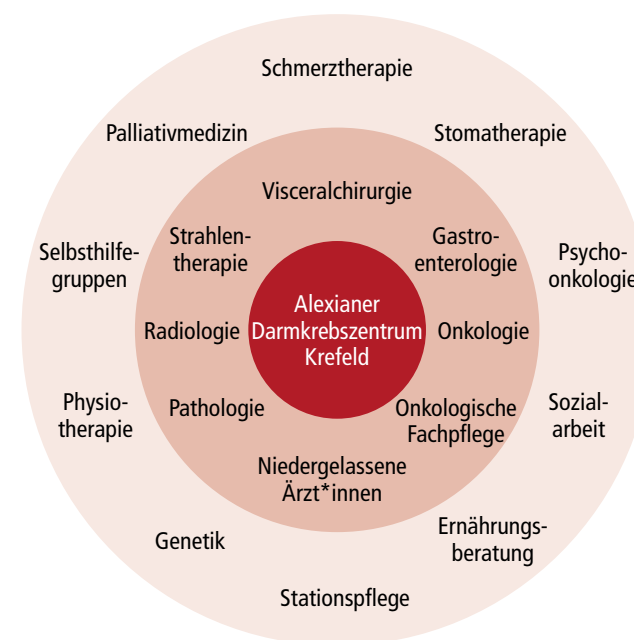 Schmerztherapie
Palliativmedizin
Stomatherapie
Visceralchirurgie
Strahlen-
therapie
Gastro-
enterologie
Selbsthilfe-
gruppen
Psycho-
onkologie
Alexianer
Darmkrebszentrum
Krefeld
Radiologie
Onkologie
Physio-
therapie
Pathologie
Onkologische
Fachpflege
Sozial-
arbeit
Niedergelassene
Ärzt*innen
Genetik
Ernährungs-
beratung
Stationspflege